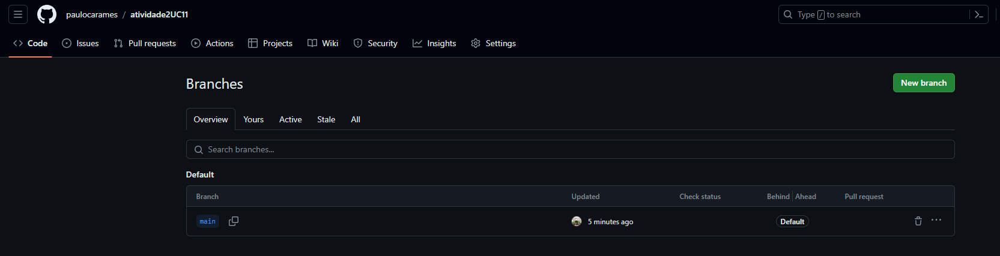 paulocarames / atividade2UC11
Type / to search
Code Issues Pull requests Actions Projects Wiki Security Insights Settings
Branches
New branch
Overview Yours Active Stale All
Search branches...
Default
Branch Updated Check status Behind Ahead Pull request
main 5 minutes ago Default